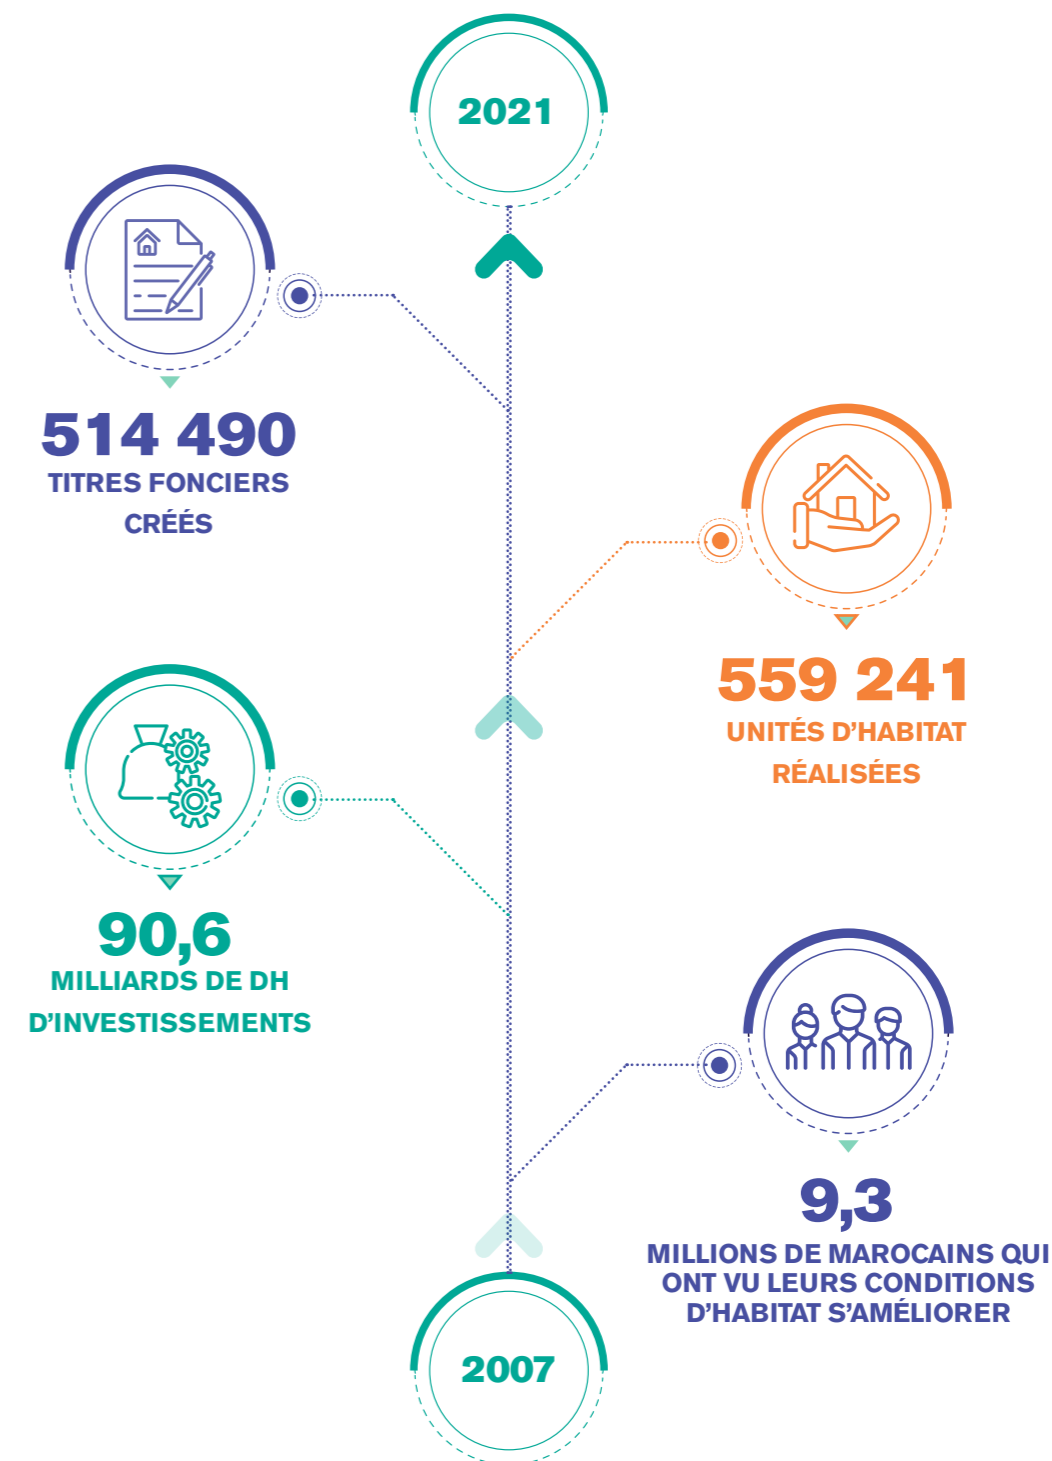 2021
514 490
TITRES FONCIERS
CRÉÉS
559 241
UNITÉS D'HABITAT
RÉALISÉES
90,6
MILLIARDS DE DH
D'INVESTISSEMENTS
9,3
MILLIONS DE MAROCAINS QUI
ONT VU LEURS CONDITIONS
D'HABITAT S'AMÉLIORER
2007